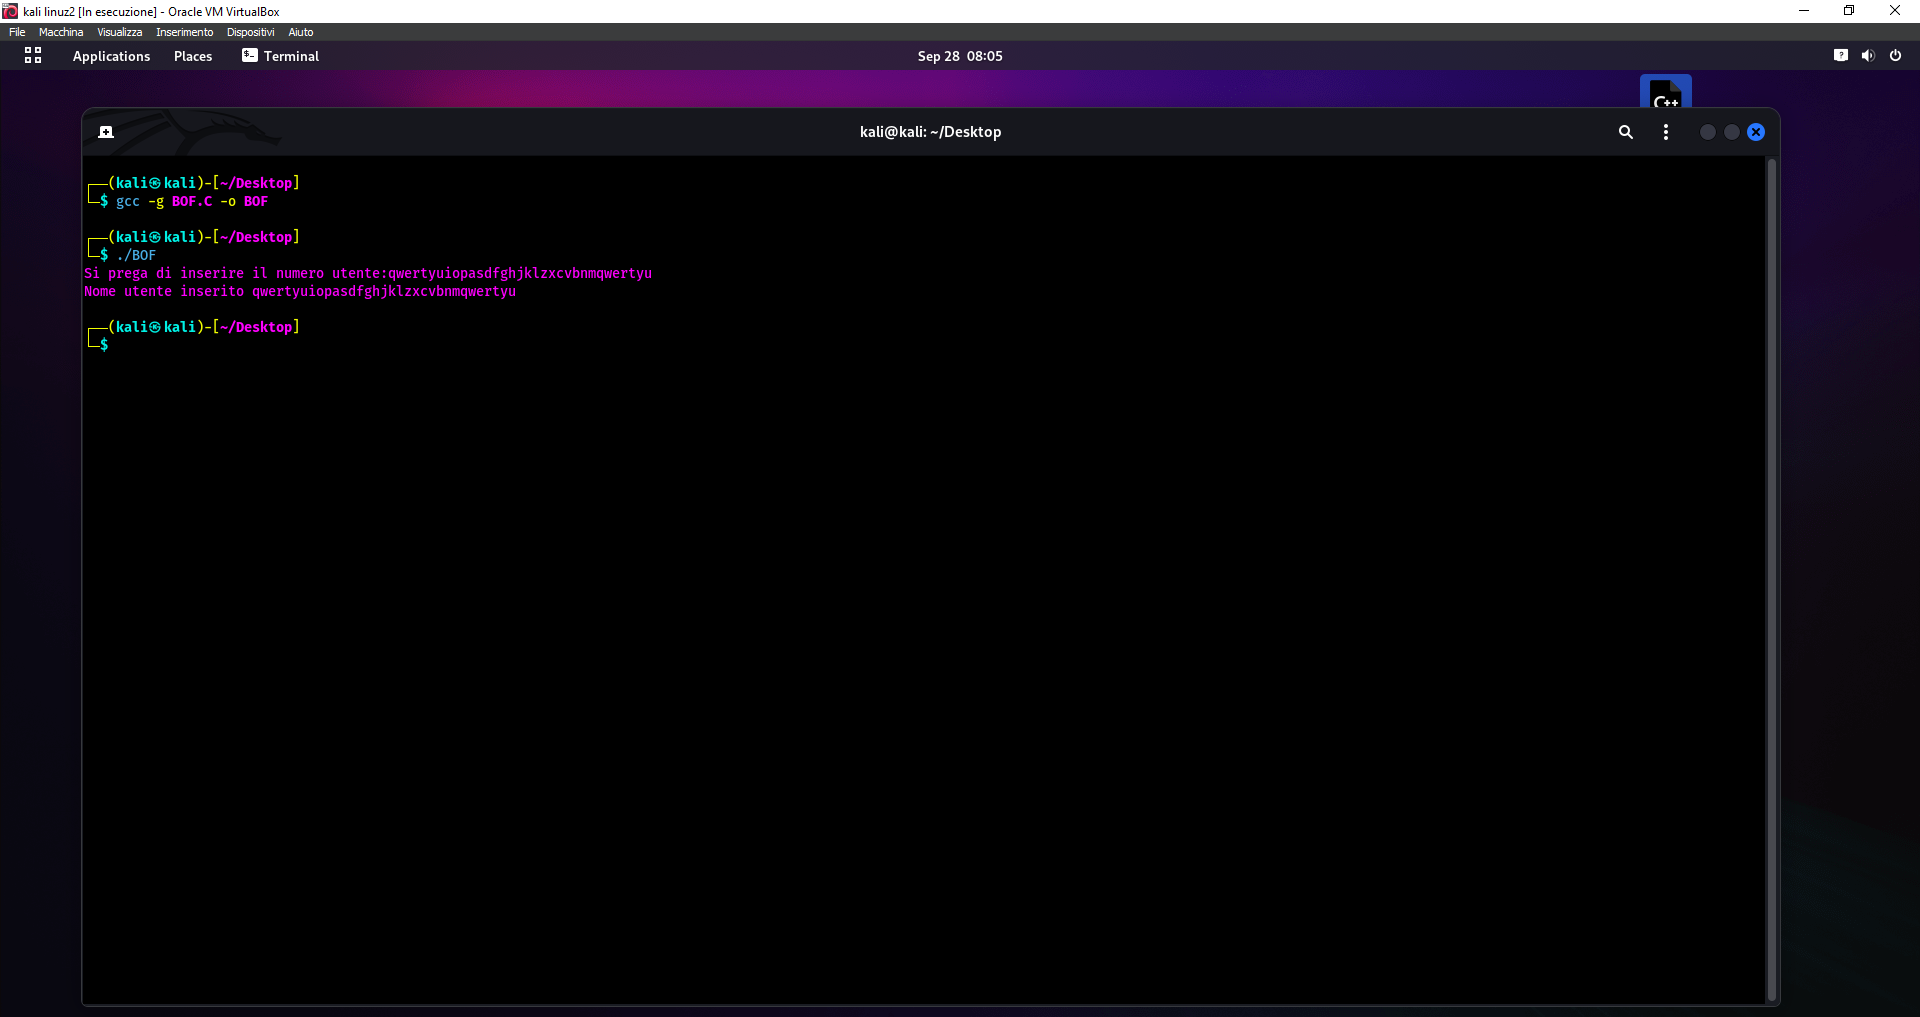 kali linuz2 [In esecuzione] - Oracle VM VirtualBox
File Macchina Visualizza Inserimento Dispositivi Aiuto
Applications Places Terminal Sep 28 08:05
C++
kali@kali: ~/Desktop
┌──(kali㉿kali)-[~/Desktop]
└─$ gcc -g BOF.C -o BOF
┌──(kali㉿kali)-[~/Desktop]
└─$ ./BOF
Si prega di inserire il numero utente:qwertyuiopasdfghjklzxcvbnmqwertyu
Nome utente inserito qwertyuiopasdfghjklzxcvbnmqwertyu
┌──(kali㉿kali)-[~/Desktop]
└─$